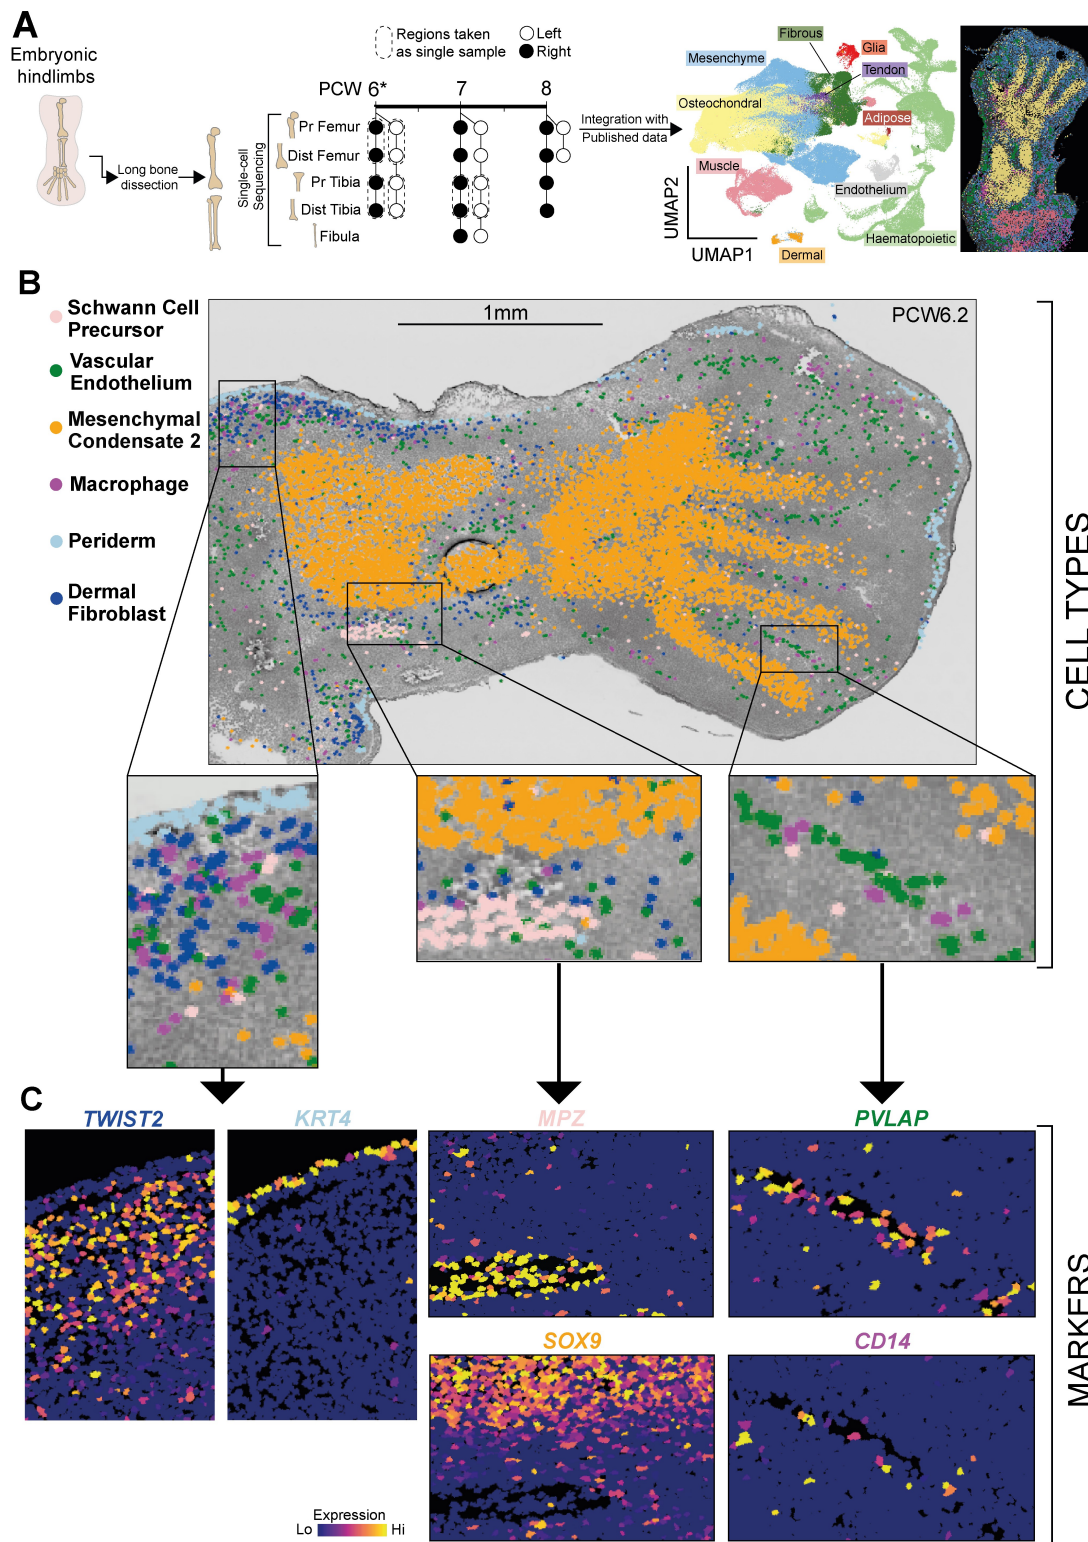 A
Embryonic
hindlimbs
Long bone
dissection
Single-cell
Sequencing
Regions taken
as single sample
Left
Right
PCW 6* 7 8
Pr Femur
Dist Femur
Pr Tibia
Dist Tibia
Fibula
Integration with
Published data
Fibrous
Glia
Mesenchyme
Tendon
Osteochondral
Adipose
Muscle
Endothelium
Haematopoietic
Dermal
UMAP2
UMAP1
B
Schwann Cell
Precursor
Vascular
Endothelium
Mesenchymal
Condensate 2
Macrophage
Periderm
Dermal
Fibroblast
1mm
PCW6.2
CELL TYPES
C
TWIST2
KRT4
MPZ
PVLAP
SOX9
CD14
MARKERS
Expression
Lo Hi